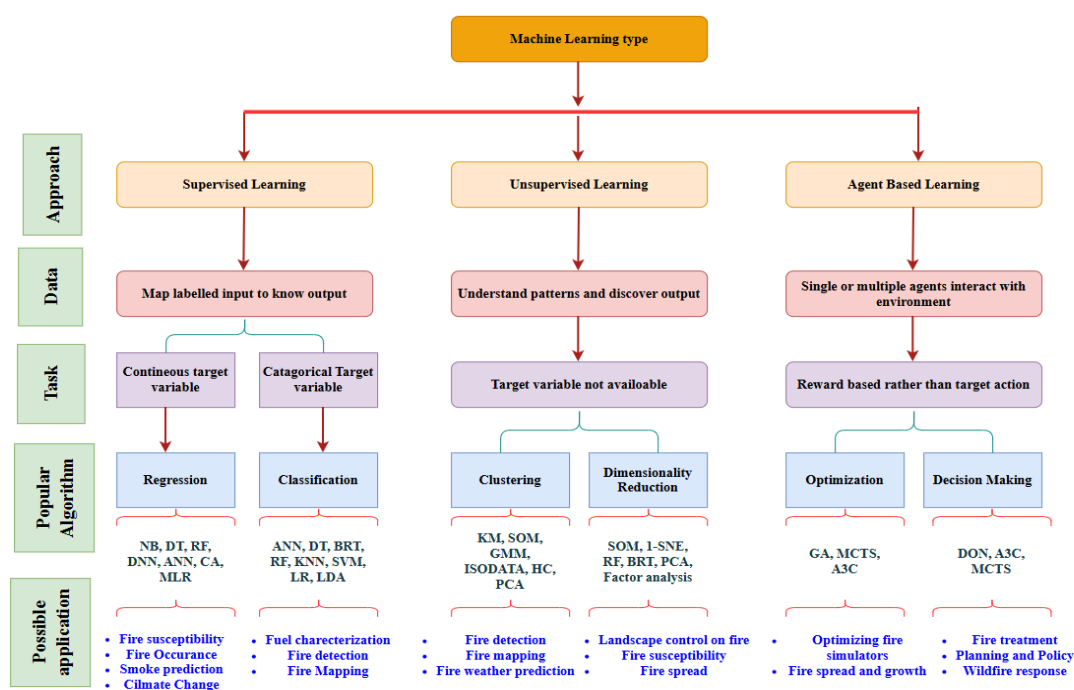 Machine Learning type
Approach
Supervised Learning
Unsupervised Learning
Agent Based Learning
Data
Map labelled input to know output
Understand patterns and discover output
Single or multiple agents interact with
environment
Task
Contineous target
variable
Catagorical Target
variable
Target variable not availoable
Reward based rather than target action
Popular
Algorithm
Regression
Classification
Clustering
Dimensionality
Reduction
Optimization
Decision Making
NB, DT, RF,
DNN, ANN, CA,
MLR
ANN, DT, BRT,
RF, KNN, SVM,
LR, LDA
KM, SOM,
GMM,
ISODATA, HC,
PCA
SOM, 1-SNE,
RF, BRT, PCA,
Factor analysis
GA, MCTS,
A3C
DON, A3C,
MCTS
Possible
application
• Fire susceptibility
• Fire Occurance
• Smoke prediction
• Cilmate Change
• Fuel charecterization
• Fire detection
• Fire Mapping
• Fire detection
• Fire mapping
• Fire weather prediction
• Landscape control on fire
• Fire susceptibility
• Fire spread
• Optimizing fire
simulators
• Fire spread and growth
• Fire treatment
• Planning and Policy
• Wildfire response